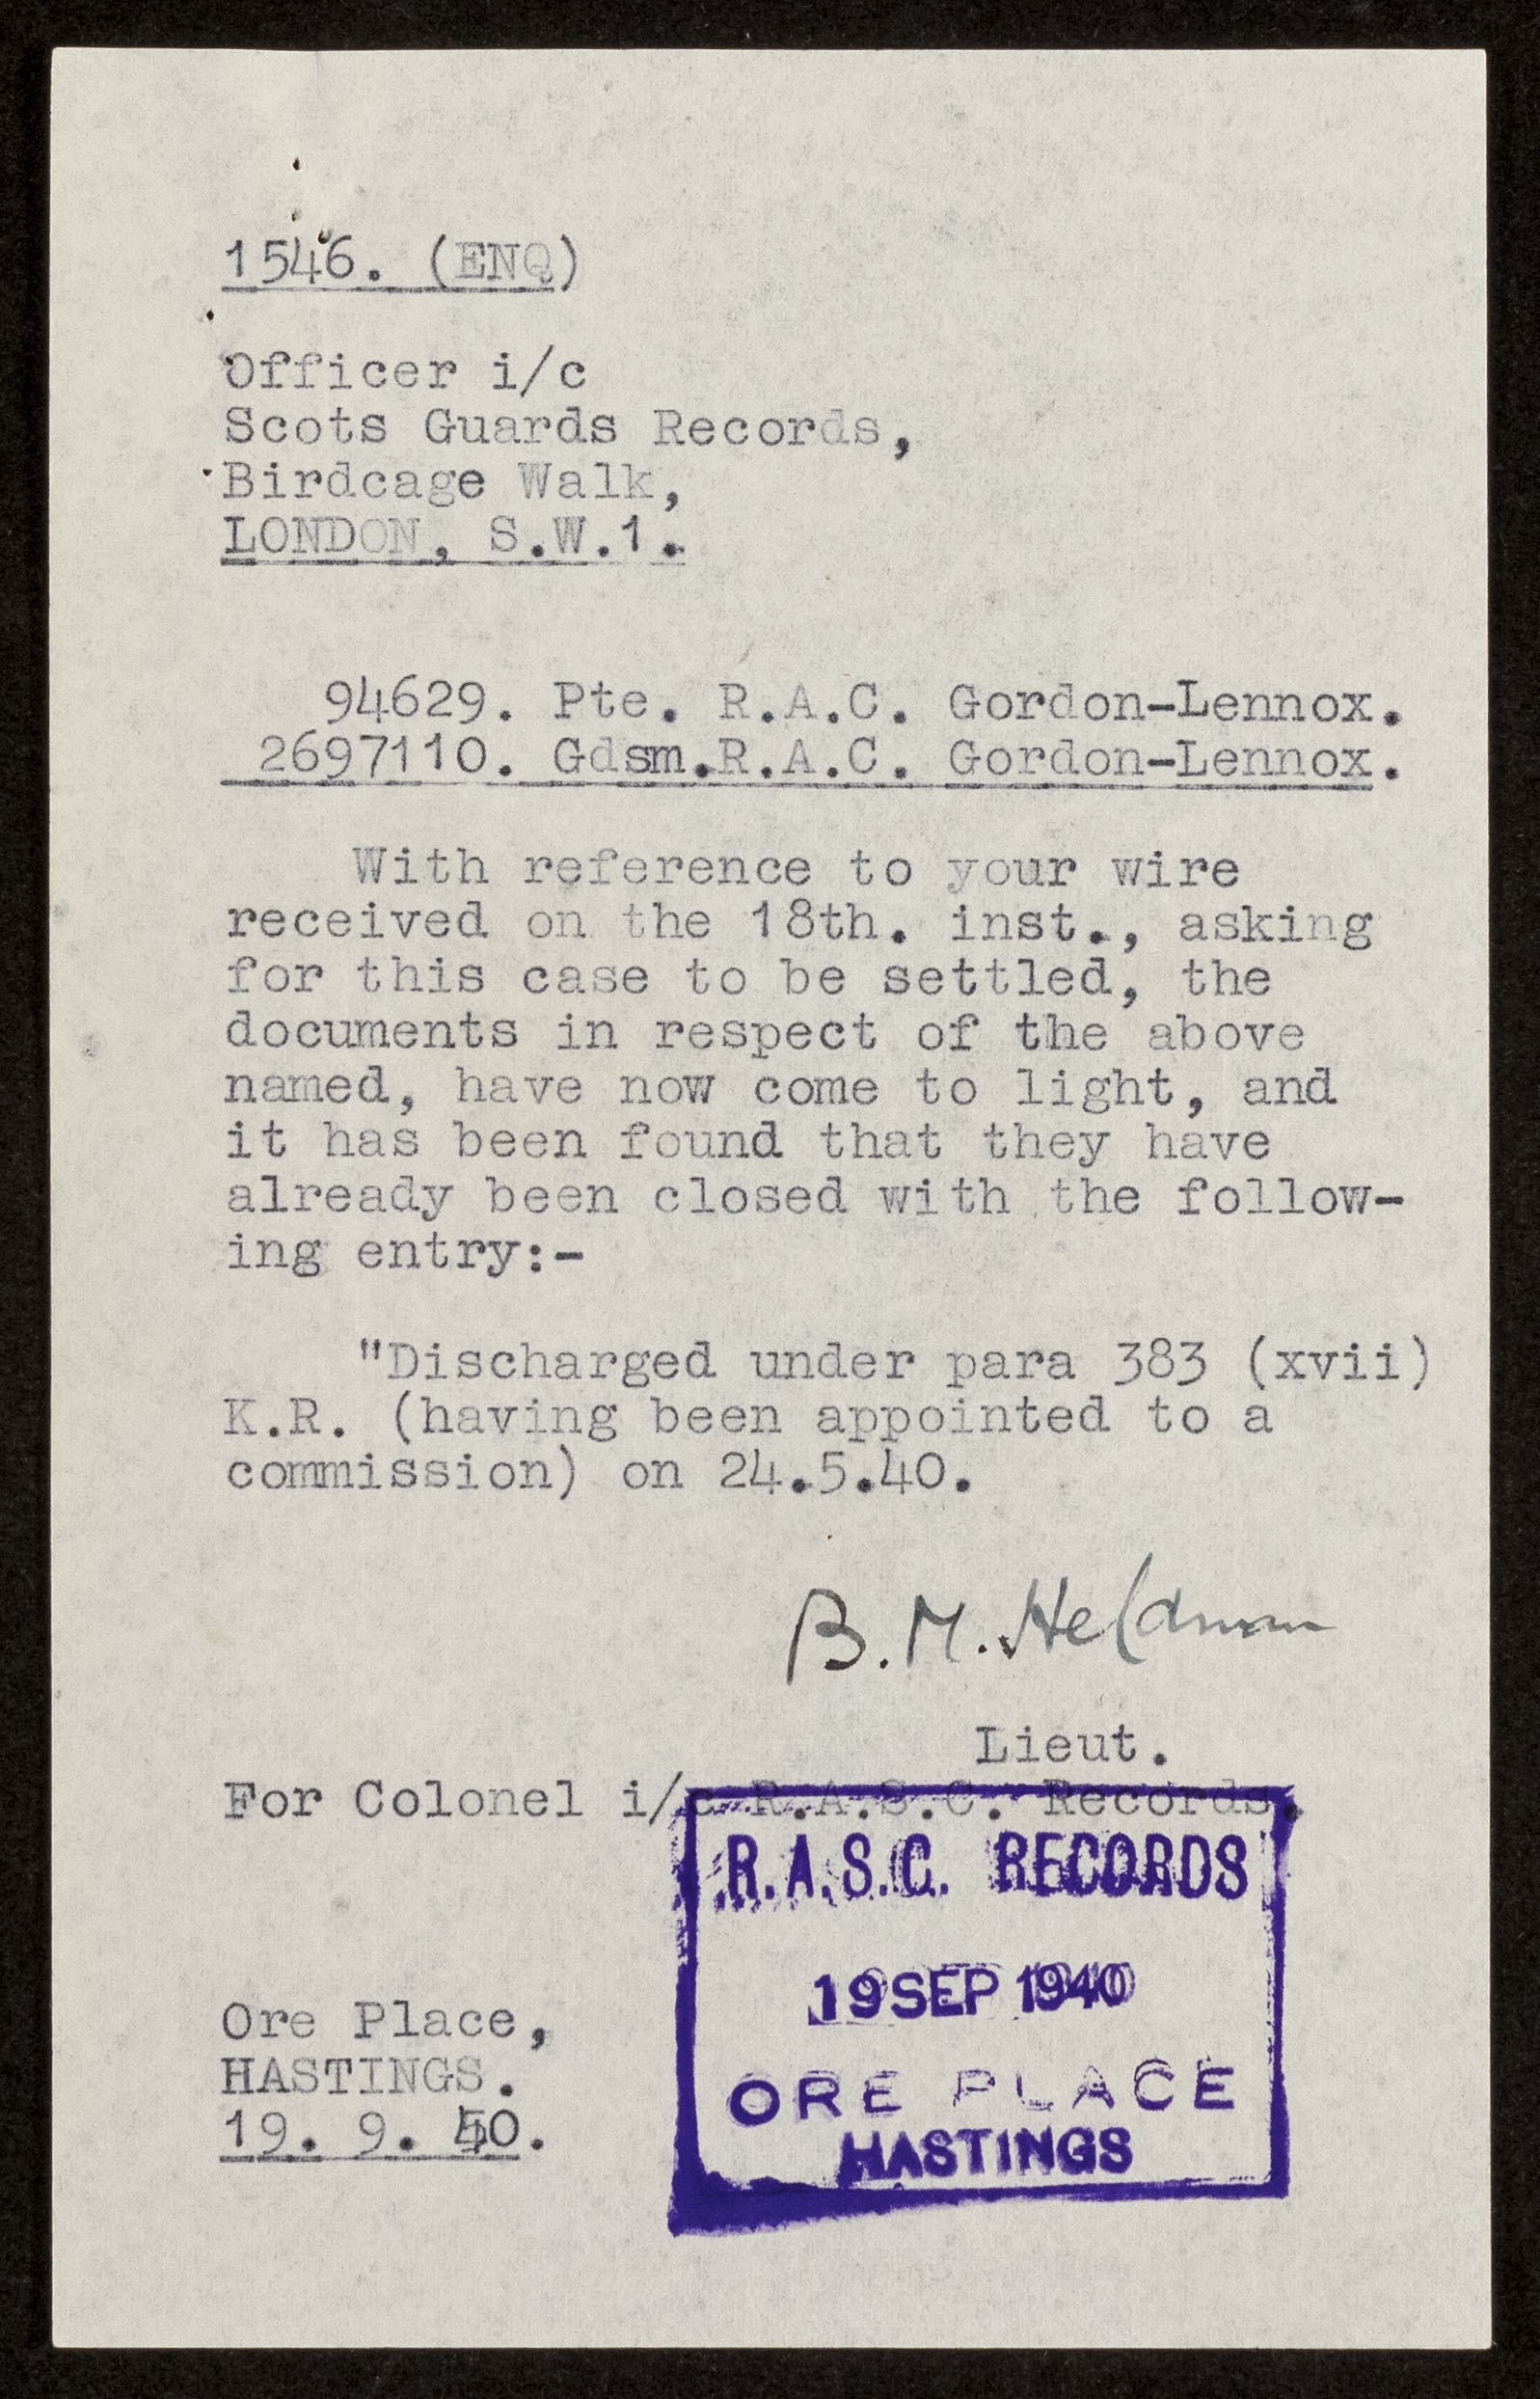 1546. (ENQ)
Officer i/c
Scots Guards Records,
Birdcage Walk,
LONDON, S.W.1.
94629. Pte. R.A.C. Gordon-Lennox.
2697110. Gdsm.R.A.C. Gordon-Lennox.
With reference to your wire
received on the 18th. inst., asking
for this case to be settled, the
documents in respect of the above
named, have now come to light, and
it has been found that they have
already been closed with the follow-
ing entry:-
"Discharged under para 383 (xvii)
K.R. (having been appointed to a
commission) on 24.5.40.
B.M. Heldman
Lieut.
For Colonel i/c R.A.S.C. Records.
R.A.S.C. RECORDS
19 SEP 1940
ORE PLACE
HASTINGS
Ore Place,
HASTINGS.
19. 9. 40.